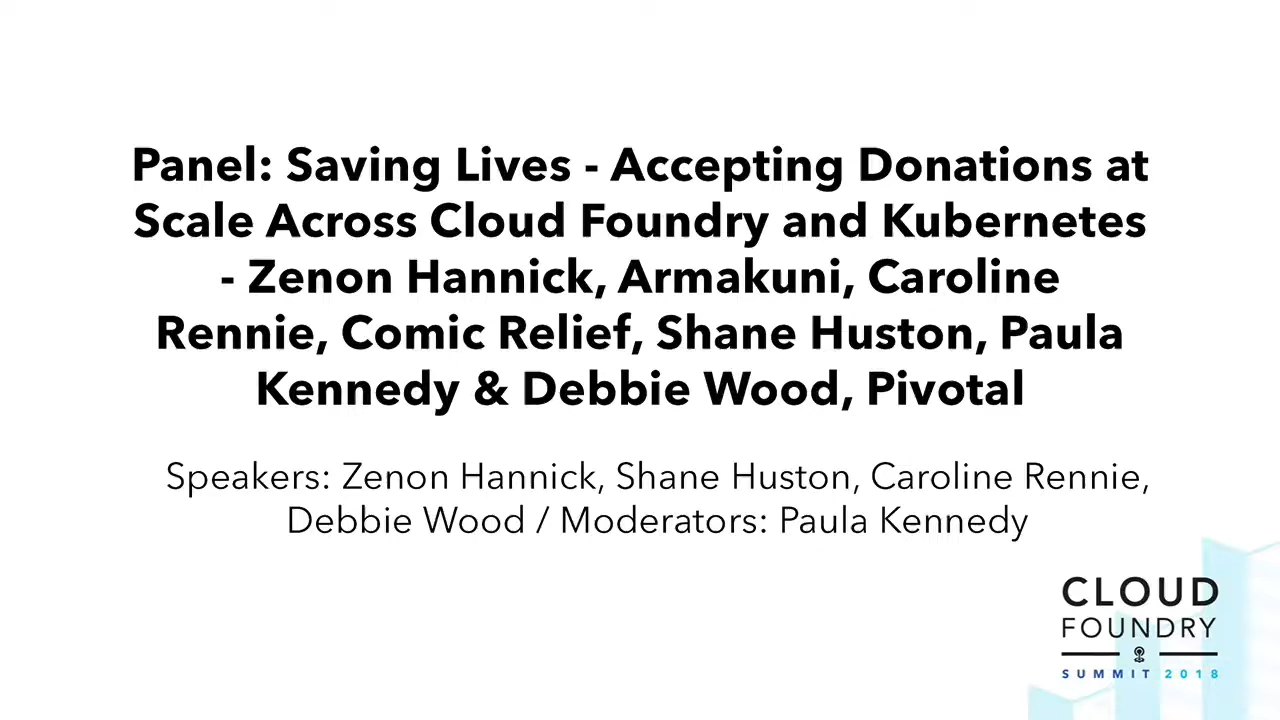 Panel: Saving Lives - Accepting Donations at
Scale Across Cloud Foundry and Kubernetes
- Zenon Hannick, Armakuni, Caroline
Rennie, Comic Relief, Shane Huston, Paula
Kennedy & Debbie Wood, Pivotal
Speakers: Zenon Hannick, Shane Huston, Caroline Rennie,
Debbie Wood / Moderators: Paula Kennedy
CLOUD
FOUNDRY
SUMMIT 2018